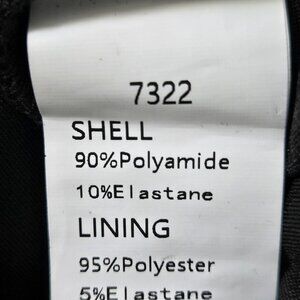 7322
SHELL
90%Polyamide
10%Elastane
LINING
95%Polyester
5%Elastane